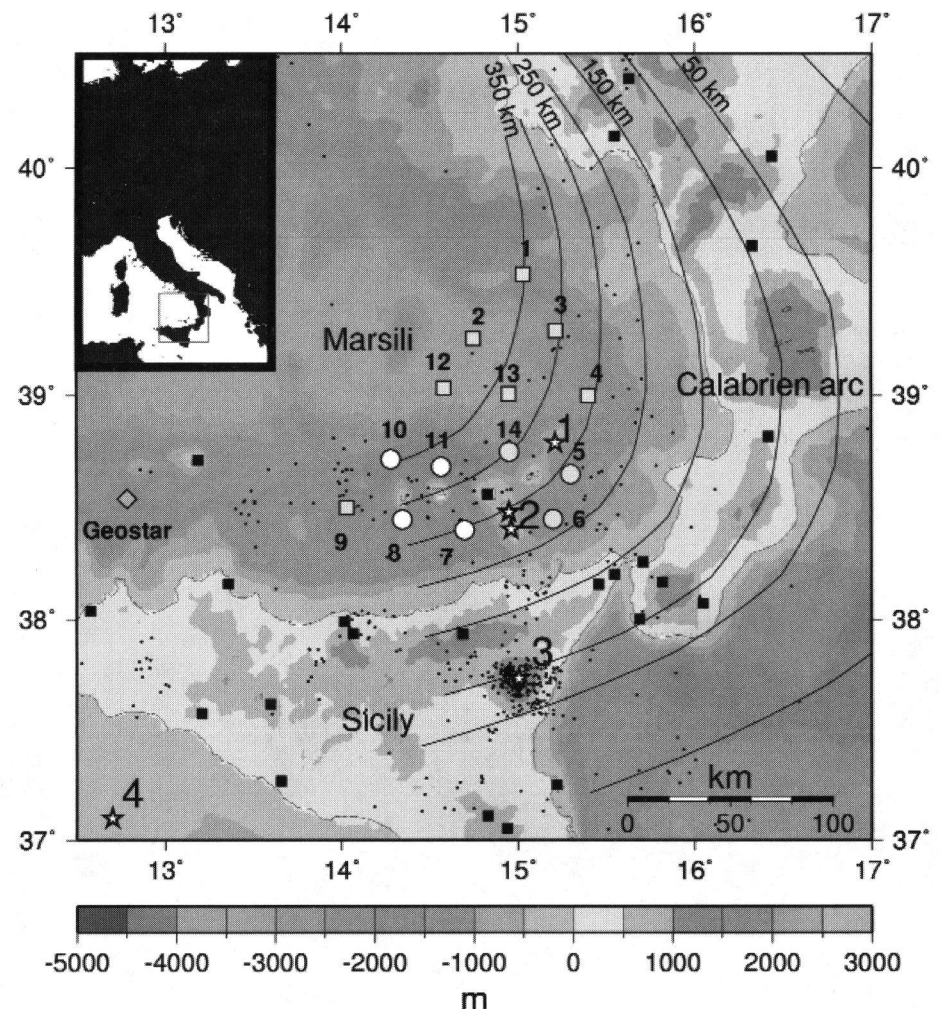 13° 14° 15° 16° 17°
350 km 250 km 150 km 50 km
40° 40°
1
2 3
Marsili
12 13 4
Calabrien arc
39° 39°
10 11 14 1
5
Geostar
2
9 8 7 6
38° 38°
3
Sicily
4
km
0 50 100
37° 37°
13° 14° 15° 16° 17°
-5000 -4000 -3000 -2000 -1000 0 1000 2000 3000
m